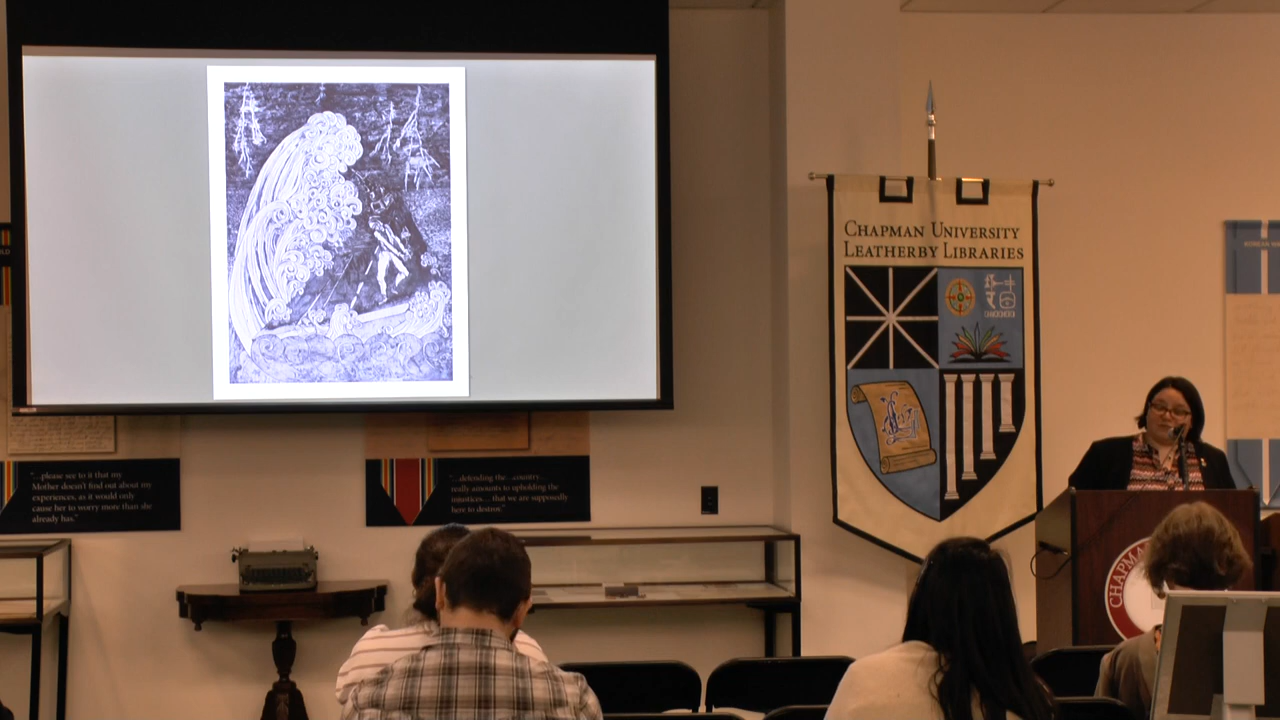 CHAPMAN UNIVERSITY
LEATHERBY LIBRARIES
"...please see to it that my
Mother doesn't find out about my
experiences, as it would only
cause her to worry more than she
already has."
"... defending the...country...
really amounts to upholding the
injustices... that we are supposedly
here to destroy."
CHAPMAN